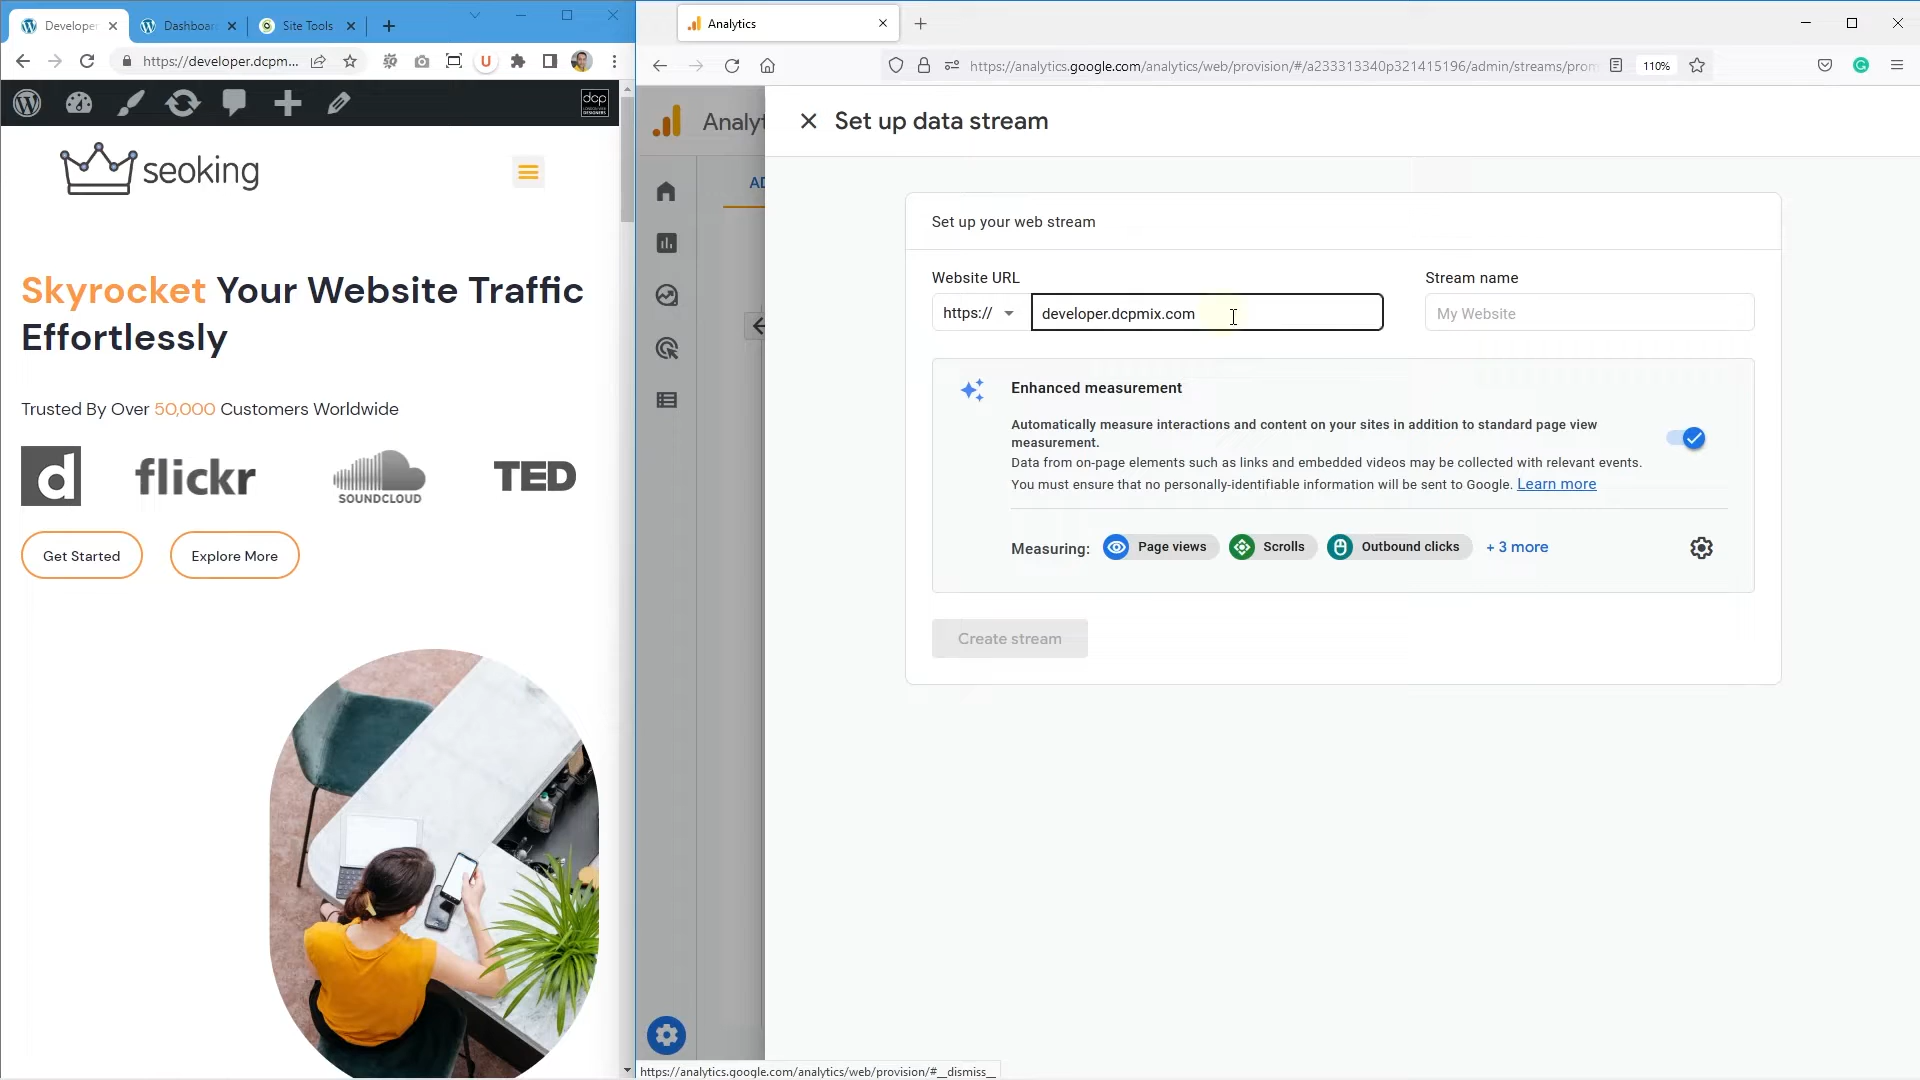 Developer
Dashboar
Site Tools
https://developer.dcpm...
dcp
seoking
Skyrocket Your Website Traffic
Effortlessly
Trusted By Over 50,000 Customers Worldwide
d
flickr
SOUNDCLOUD
TED
Get Started
Explore More
Analytics
https://analytics.google.com/analytics/web/provision/#/a233313340p321415196/admin/streams/prom
110%
Analyt
AD
Set up data stream
Set up your web stream
Website URL
Stream name
https://
developer.dcpmix.com
My Website
Enhanced measurement
Automatically measure interactions and content on your sites in addition to standard page view
measurement.
Data from on-page elements such as links and embedded videos may be collected with relevant events.
You must ensure that no personally-identifiable information will be sent to Google. Learn more
Measuring:
Page views
Scrolls
Outbound clicks
+ 3 more
Create stream
https://analytics.google.com/analytics/web/provision/#__dismiss__